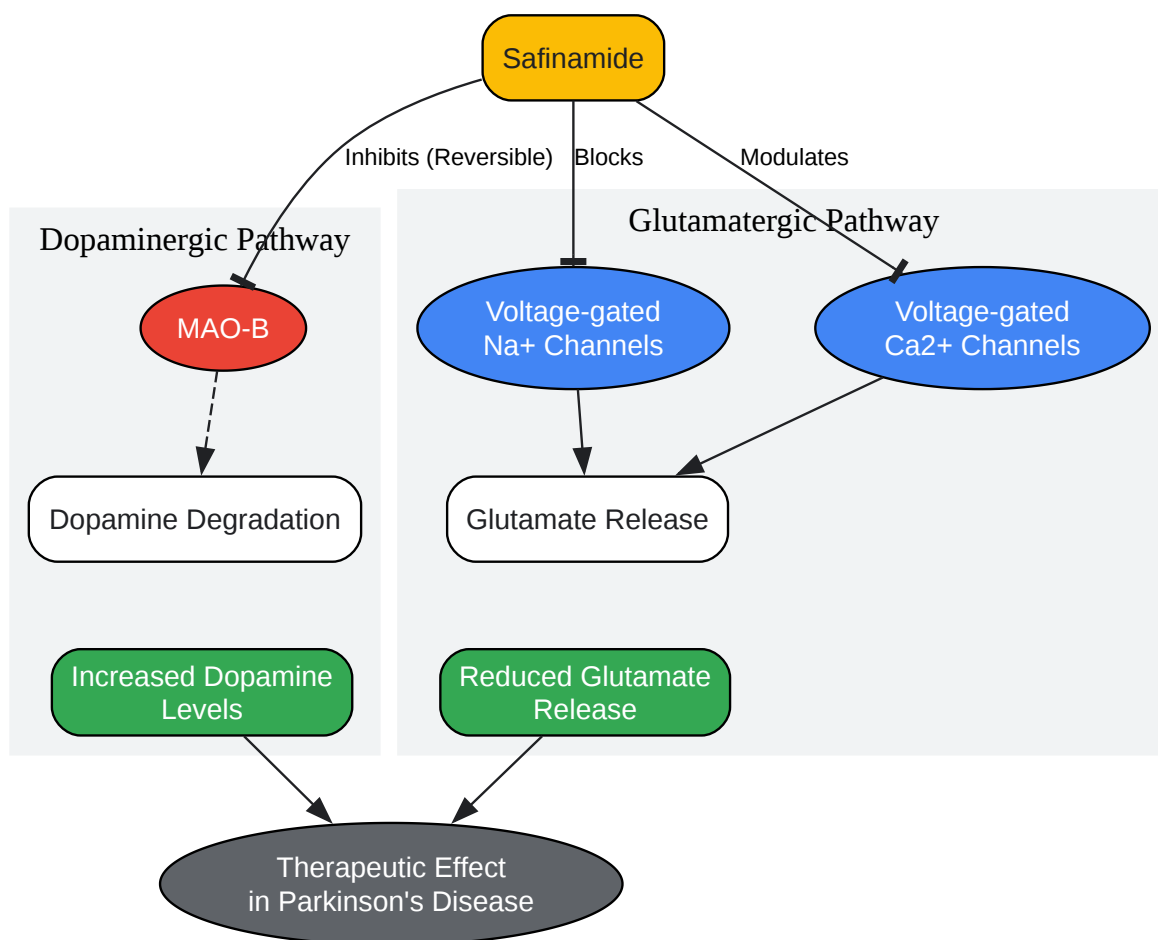 Safinamide
Inhibits (Reversible)
Blocks
Modulates
Dopaminergic Pathway
Glutamatergic Pathway
MAO-B
Voltage-gated
Na+ Channels
Voltage-gated
Ca2+ Channels
Dopamine Degradation
Glutamate Release
Increased Dopamine
Levels
Reduced Glutamate
Release
Therapeutic Effect
in Parkinson's Disease